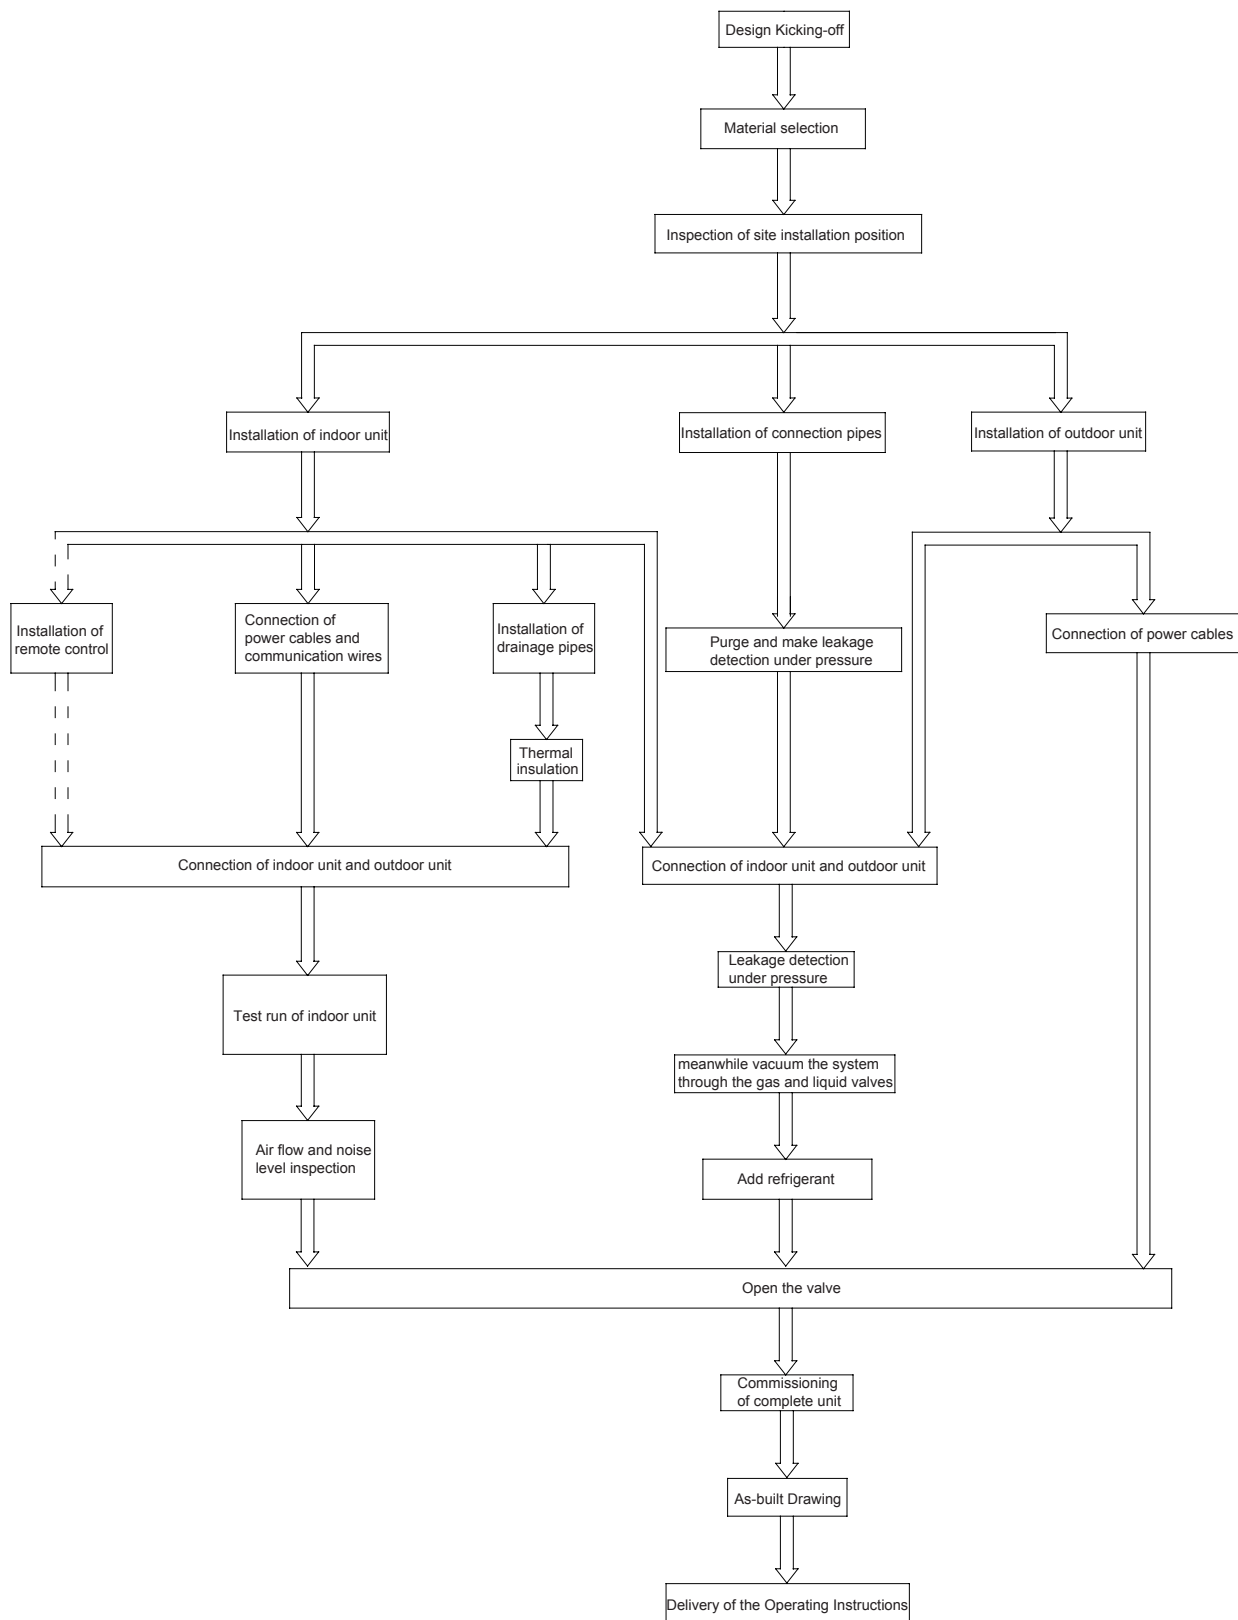 Design Kicking-off
Material selection
Inspection of site installation position
Installation of indoor unit
Installation of connection pipes
Installation of outdoor unit
Installation of
remote control
Connection of
power cables and
communication wires
Installation of
drainage pipes
Purge and make leakage
detection under pressure
Connection of power cables
Thermal
insulation
Connection of indoor unit and outdoor unit
Connection of indoor unit and outdoor unit
Leakage detection
under pressure
Test run of indoor unit
meanwhile vacuum the system
through the gas and liquid valves
Air flow and noise
level inspection
Add refrigerant
Open the valve
Commissioning
of complete unit
As-built Drawing
Delivery of the Operating Instructions